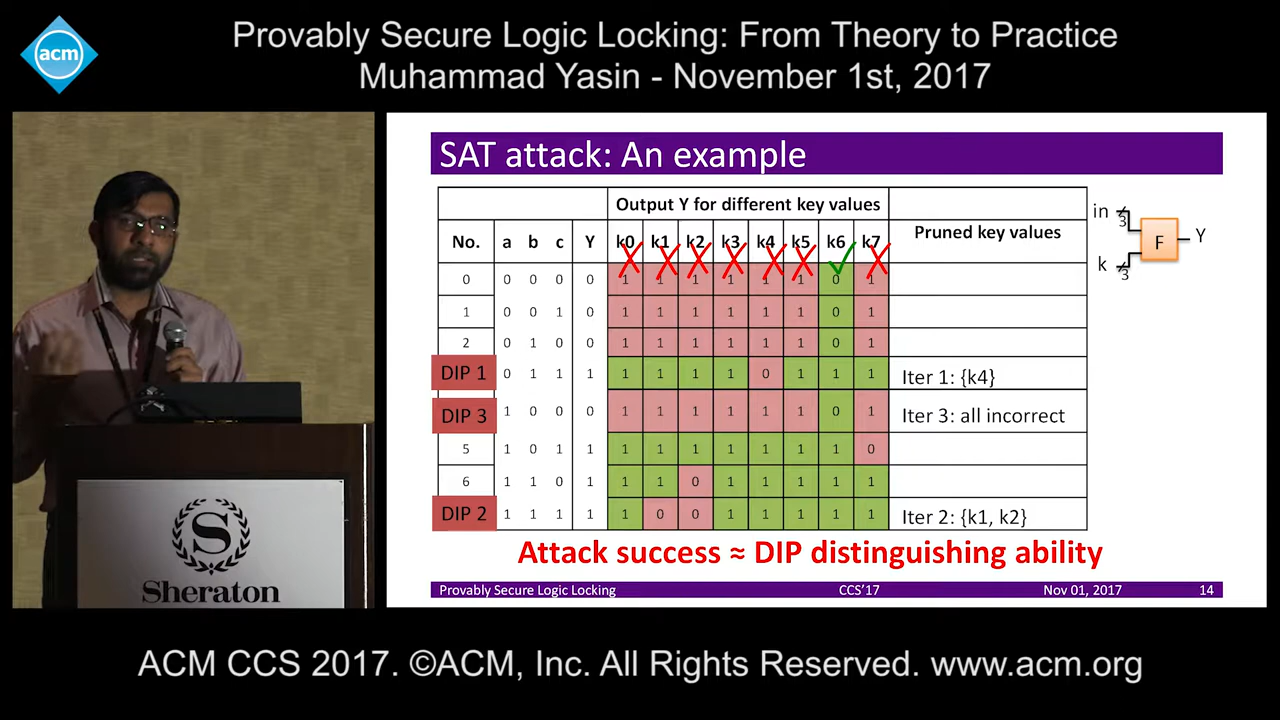 Provably Secure Logic Locking: From Theory to Practice
Muhammad Yasin - November 1st, 2017
acm
SAT attack: An example
Output Y for different key values
No. a b c Y k0 k1 k2 k3 k4 k5 k6 k7 Pruned key values
0 0 0 0 0 1 1 1 1 1 1 0 1
1 0 0 1 0 1 1 1 1 1 1 0 1
2 0 1 0 0 1 1 1 1 1 1 0 1
DIP 1 0 1 1 1 1 1 1 1 0 1 1 1 Iter 1: {k4}
DIP 3 1 0 0 0 1 1 1 1 1 1 0 1 Iter 3: all incorrect
5 1 0 1 1 1 1 1 1 1 1 1 0
6 1 1 0 1 1 1 0 1 1 1 1 1
DIP 2 1 1 1 1 1 0 0 1 1 1 1 1 Iter 2: {k1, k2}
in 3
F Y
k 3
Attack success ≈ DIP distinguishing ability
Provably Secure Logic Locking CCS'17 Nov 01, 2017 14
S
Sheraton
ACM CCS 2017. ©ACM, Inc. All Rights Reserved. www.acm.org